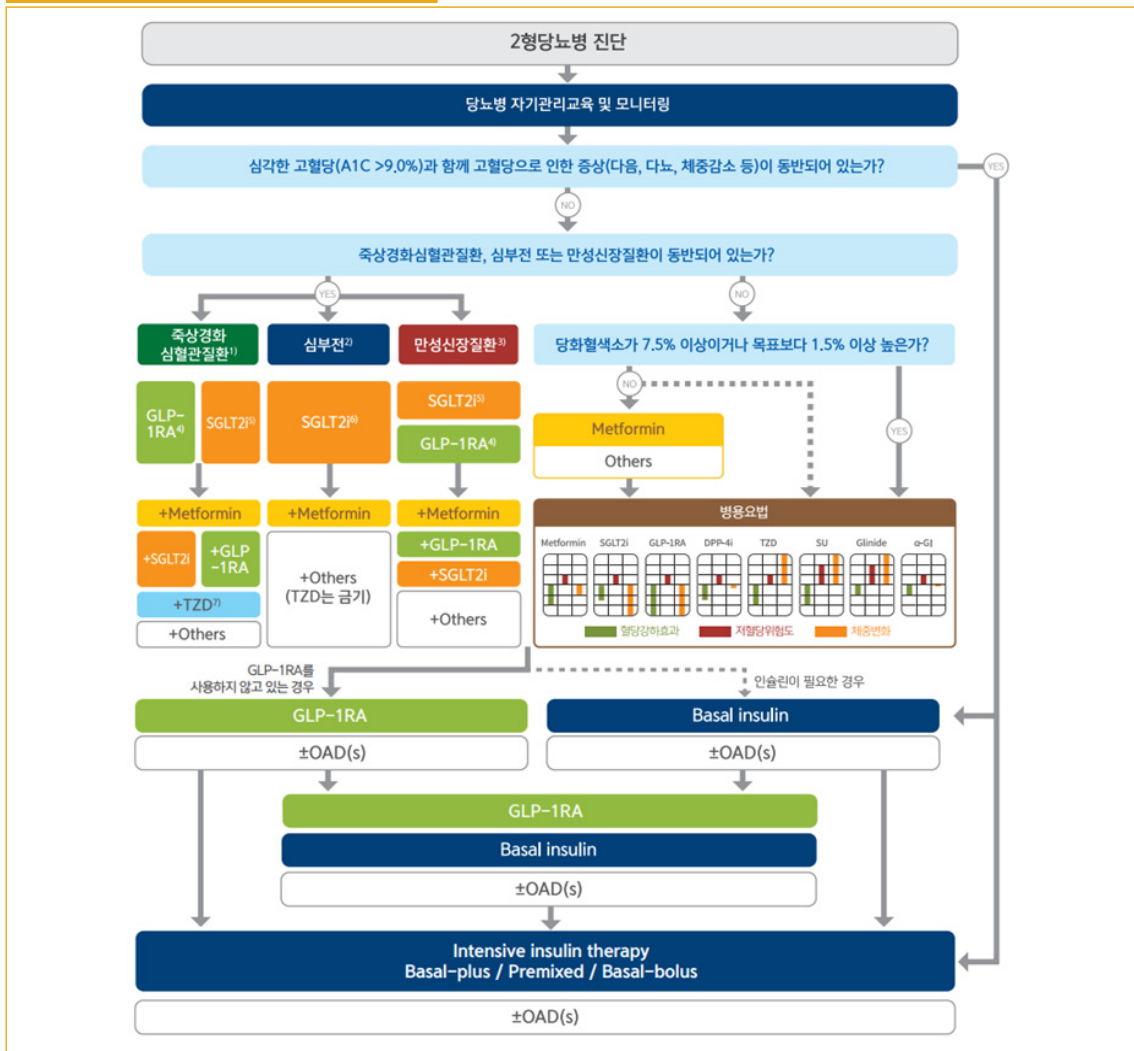 2형당뇨병 진단
당뇨병 자기관리교육 및 모니터링
심각한 고혈당(A1C >9.0%)과 함께 고혈당으로 인한 증상(다음, 다뇨, 체중감소 등)이 동반되어 있는가?
YES
NO
죽상경화심혈관질환, 심부전 또는 만성신장질환이 동반되어 있는가?
YES
NO
죽상경화
심혈관질환1)
심부전2)
만성신장질환3)
당화혈색소가 7.5% 이상이거나 목표보다 1.5% 이상 높은가?
GLP-
1RA4)
SGLT2i5)
SGLT2i6)
SGLT2i5)
GLP-1RA4)
NO
YES
Metformin
Others
+Metformin
+SGLT2i
+GLP
-1RA
+TZD7)
+Others
+Metformin
+Others
(TZD는 금기)
+Metformin
+GLP-1RA
+SGLT2i
+Others
병용요법
Metformin SGLT2i GLP-1RA DPP-4i TZD SU Glinide α-GI
혈당강하효과 저혈당위험도 체중변화
GLP-1RA를
사용하지 않고 있는 경우
인슐린이 필요한 경우
GLP-1RA
±OAD(s)
Basal insulin
±OAD(s)
GLP-1RA
Basal insulin
±OAD(s)
Intensive insulin therapy
Basal-plus / Premixed / Basal-bolus
±OAD(s)